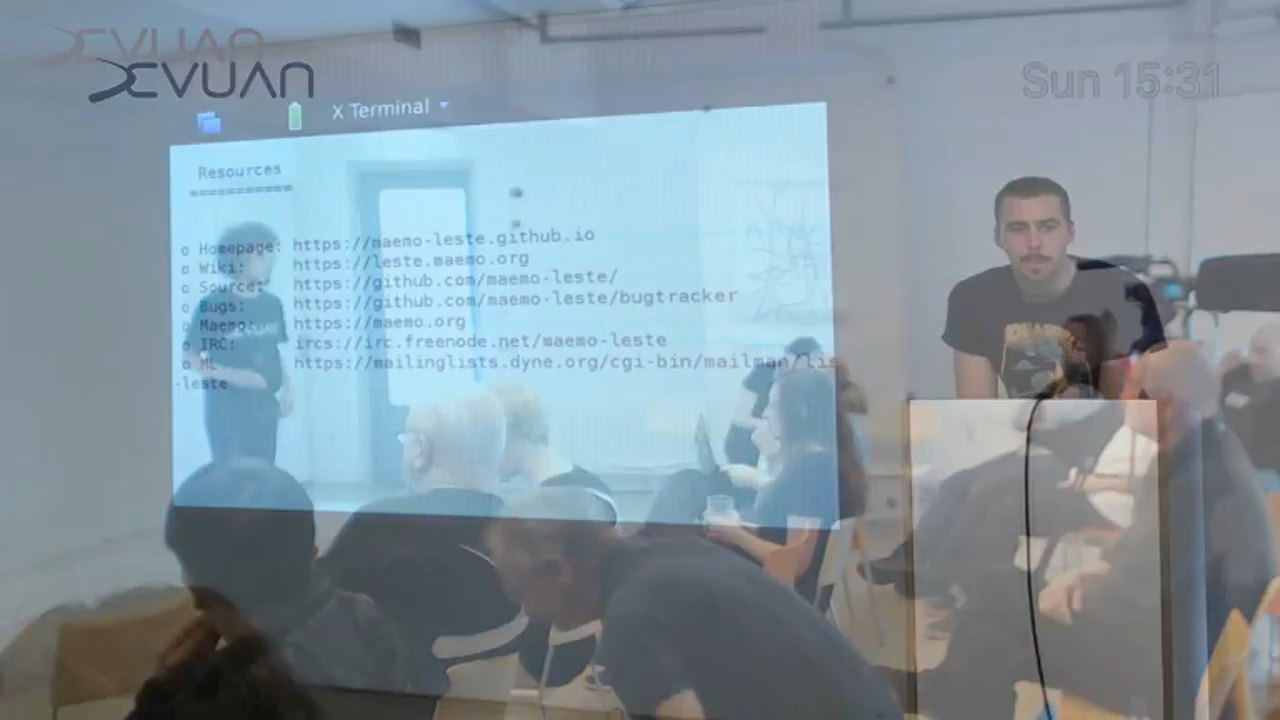 DEVUAN
DEVUAN
Sun 15:31
X Terminal
Resources
===========
o Homepage: https://maemo-leste.github.io
o Wiki: https://leste.maemo.org
o Source: https://github.com/maemo-leste/
o Bugs: https://github.com/maemo-leste/bugtracker
o Maemo: https://maemo.org
o IRC: ircs://irc.freenode.net/maemo-leste
o ML https://mailinglists.dyne.org/cgi-bin/mailman/lis
-leste